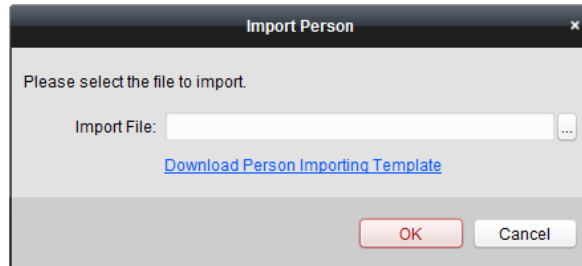 Import Person ×
Please select the file to import.
Import File: ...
Download Person Importing Template
OK Cancel